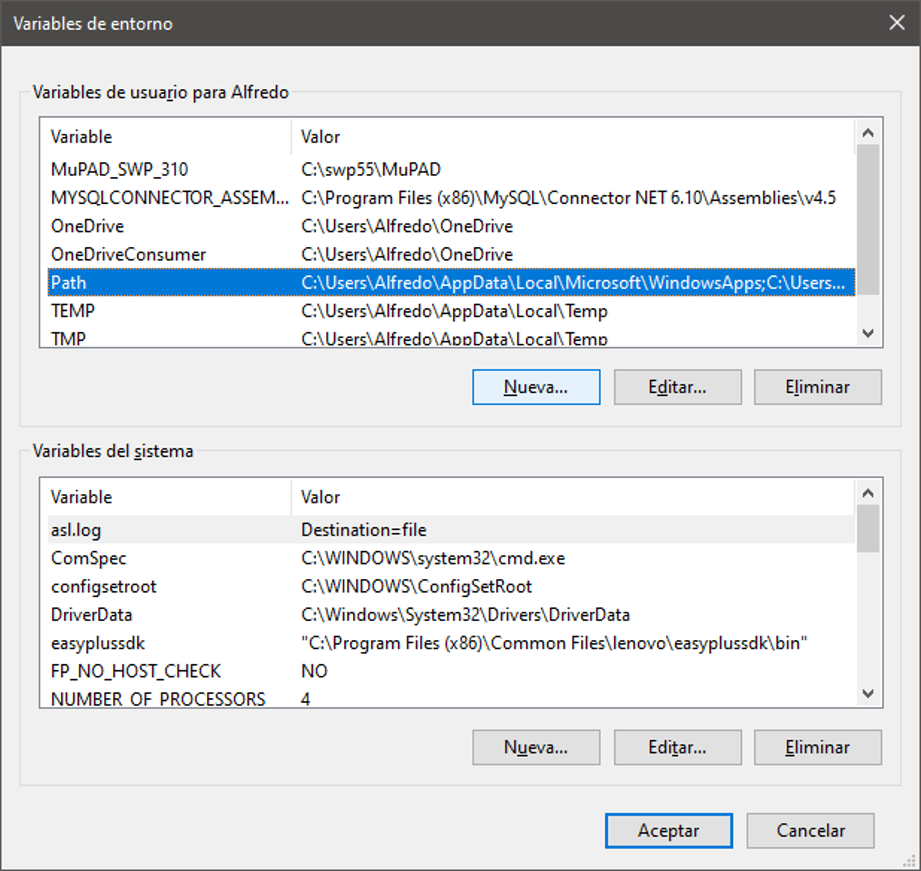 Variables de entorno
Variables de usuario para Alfredo
Variable Valor
MuPAD_SWP_310 C:\swp55\MuPAD
MYSQLCONNECTOR_ASSEM... C:\Program Files (x86)\MySQL\Connector NET 6.10\Assemblies\v4.5
OneDrive C:\Users\Alfredo\OneDrive
OneDriveConsumer C:\Users\Alfredo\OneDrive
Path C:\Users\Alfredo\AppData\Local\Microsoft\WindowsApps;C:\Users...
TEMP C:\Users\Alfredo\AppData\Local\Temp
TMP C:\Users\Alfredo\AppData\Local\Temp
Nueva... Editar... Eliminar
Variables del sistema
Variable Valor
asl.log Destination=file
ComSpec C:\WINDOWS\system32\cmd.exe
configsetroot C:\WINDOWS\ConfigSetRoot
DriverData C:\Windows\System32\Drivers\DriverData
easyplussdk "C:\Program Files (x86)\Common Files\lenovo\easyplussdk\bin"
FP_NO_HOST_CHECK NO
NUMBER_OF_PROCESSORS 4
Nueva... Editar... Eliminar
Aceptar Cancelar